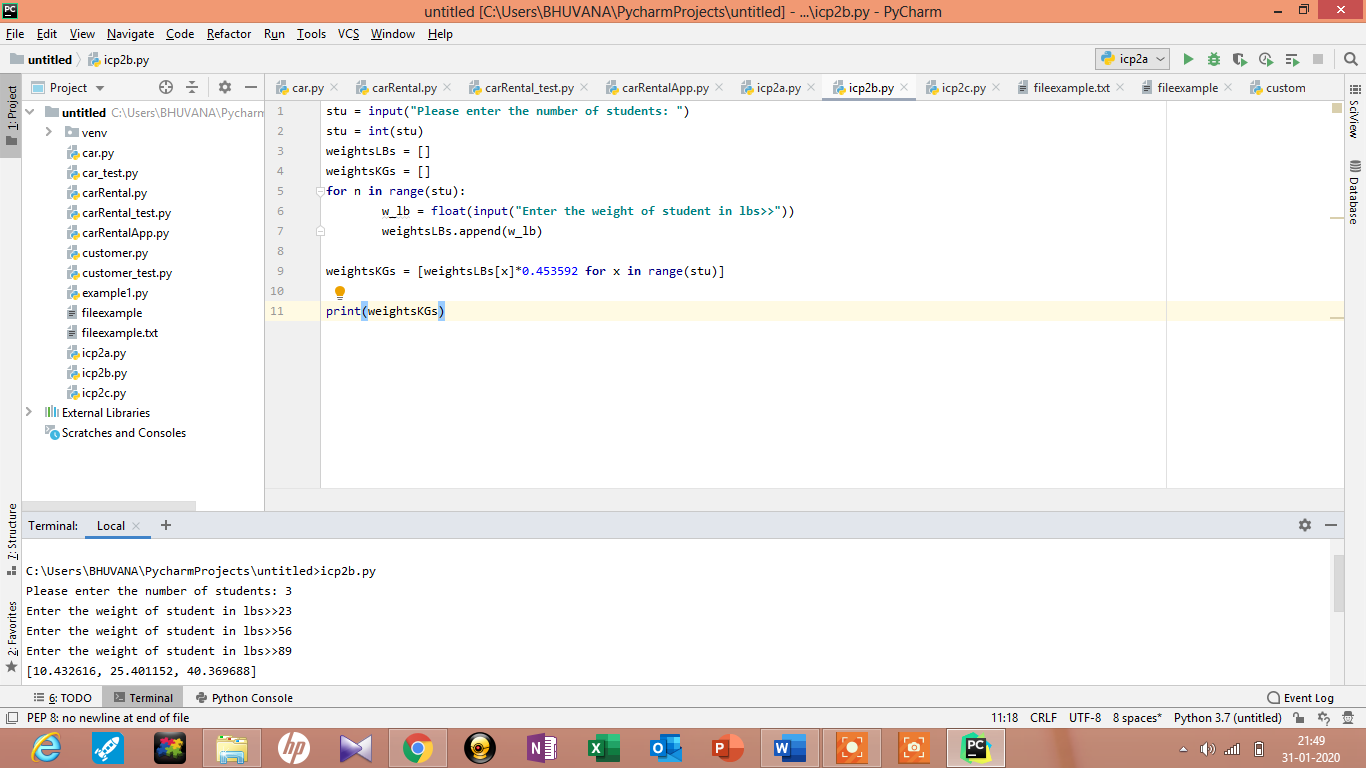 untitled [C:\Users\BHUVANA\PycharmProjects\untitled] - ...\icp2b.py - PyCharm
File Edit View Navigate Code Refactor Run Tools VCS Window Help
untitled icp2b.py icp2a
Project
car.py carRental.py carRental_test.py carRentalApp.py icp2a.py icp2b.py icp2c.py fileexample.txt fileexample custom
1: Project
untitled C:\Users\BHUVANA\Pycharm
venv
car.py
car_test.py
carRental.py
carRental_test.py
carRentalApp.py
customer.py
customer_test.py
example1.py
fileexample
fileexample.txt
icp2a.py
icp2b.py
icp2c.py
External Libraries
Scratches and Consoles
1 stu = input("Please enter the number of students: ")
2 stu = int(stu)
3 weightsLBs = []
4 weightsKGs = []
5 for n in range(stu):
6 w_lb = float(input("Enter the weight of student in lbs>>"))
7 weightsLBs.append(w_lb)
8
9 weightsKGs = [weightsLBs[x]*0.453592 for x in range(stu)]
10
11 print(weightsKGs)
SciView
Database
7: Structure
2: Favorites
Terminal: Local
C:\Users\BHUVANA\PycharmProjects\untitled>icp2b.py
Please enter the number of students: 3
Enter the weight of student in lbs>>23
Enter the weight of student in lbs>>56
Enter the weight of student in lbs>>89
[10.432616, 25.401152, 40.369688]
6: TODO Terminal Python Console Event Log
PEP 8: no newline at end of file 11:18 CRLF UTF-8 8 spaces* Python 3.7 (untitled)
21:49
31-01-2020